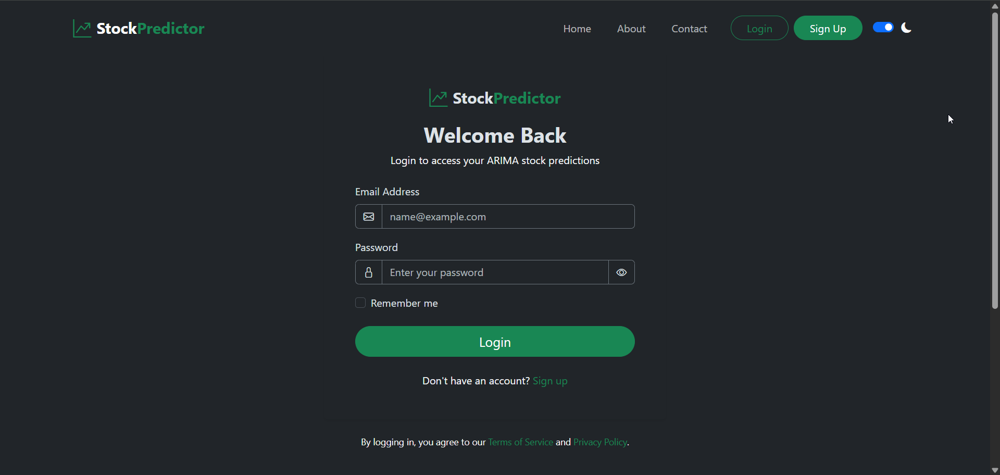 StockPredictor
Home About Contact Login Sign Up
StockPredictor
Welcome Back
Login to access your ARIMA stock predictions
Email Address
name@example.com
Password
Enter your password
Remember me
Login
Don't have an account? Sign up
By logging in, you agree to our Terms of Service and Privacy Policy.